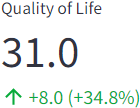 Quality of Life
31.0
↑ +8.0 (+34.8%)